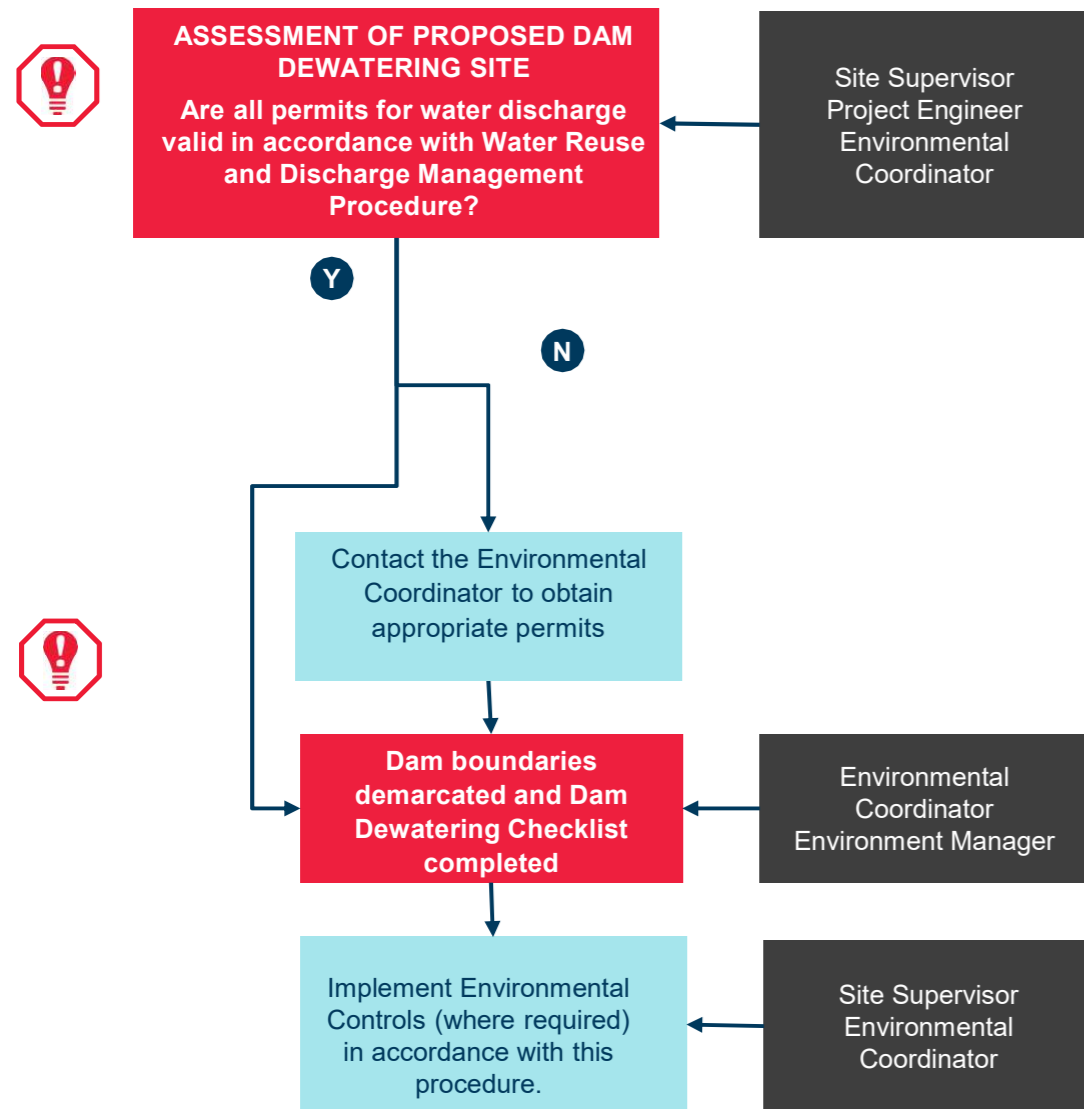 ASSESSMENT OF PROPOSED DAM
DEWATERING SITE
Are all permits for water discharge
valid in accordance with Water Reuse
and Discharge Management
Procedure?
Site Supervisor
Project Engineer
Environmental
Coordinator
Y
N
Contact the Environmental
Coordinator to obtain
appropriate permits
Dam boundaries
demarcated and Dam
Dewatering Checklist
completed
Environmental
Coordinator
Environment Manager
Implement Environmental
Controls (where required)
in accordance with this
procedure.
Site Supervisor
Environmental
Coordinator